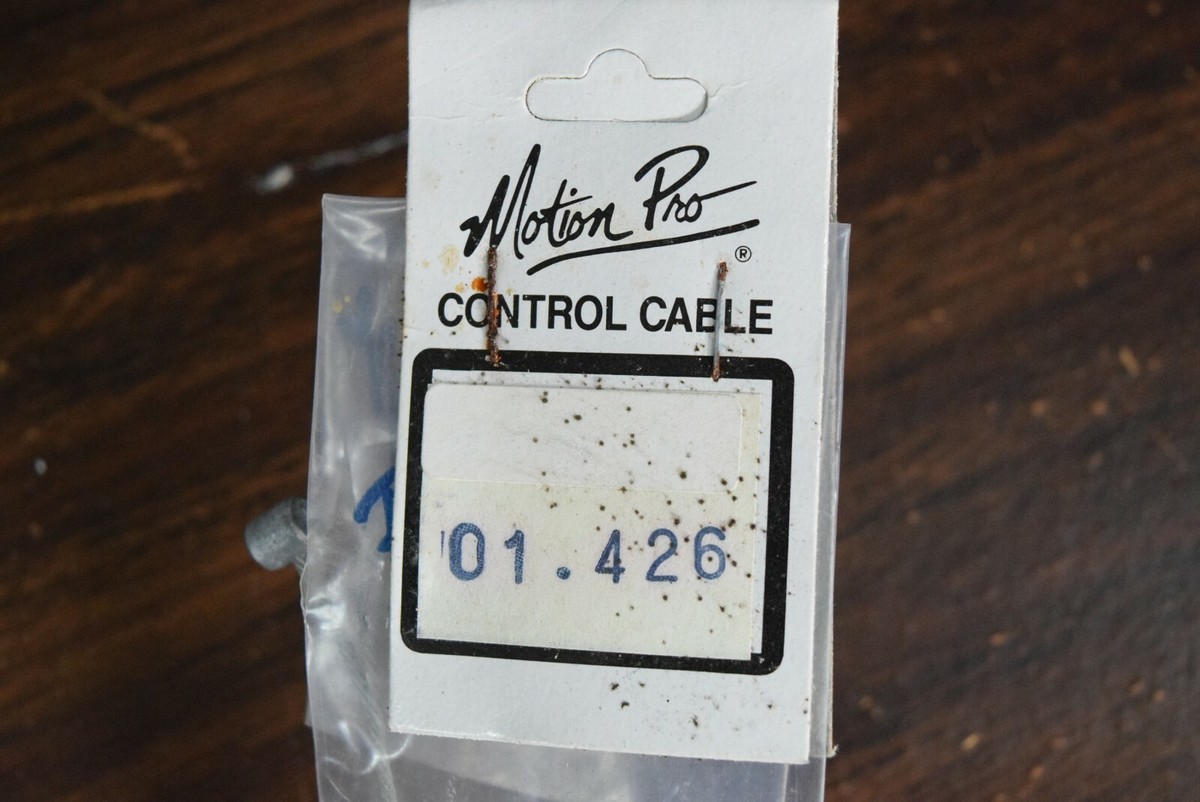 Motion Pro®
CONTROL CABLE
01.426